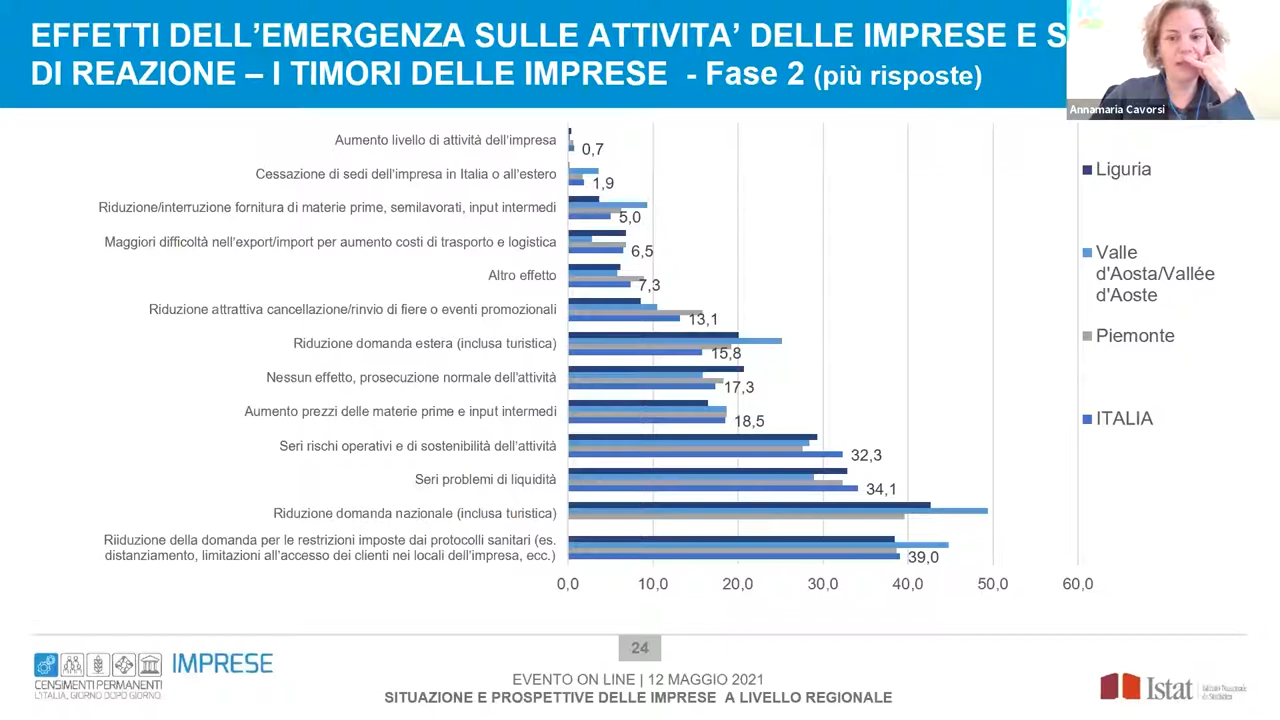 EFFETTI DELL'EMERGENZA SULLE ATTIVITA' DELLE IMPRESE E S
DI REAZIONE – I TIMORI DELLE IMPRESE - Fase 2 (più risposte)
Annamaria Cavorsi
Aumento livello di attività dell'impresa
0,7
Cessazione di sedi dell'impresa in Italia o all'estero
1,9
Riduzione/interruzione fornitura di materie prime, semilavorati, input intermedi
5,0
Maggiori difficoltà nell'export/import per aumento costi di trasporto e logistica
6,5
Altro effetto
7,3
Riduzione attrattiva cancellazione/rinvio di fiere o eventi promozionali
13,1
Riduzione domanda estera (inclusa turistica)
15,8
Nessun effetto, prosecuzione normale dell'attività
17,3
Aumento prezzi delle materie prime e input intermedi
18,5
Seri rischi operativi e di sostenibilità dell'attività
32,3
Seri problemi di liquidità
34,1
Riduzione domanda nazionale (inclusa turistica)
Riiduzione della domanda per le restrizioni imposte dai protocolli sanitari (es.
distanziamento, limitazioni all'accesso dei clienti nei locali dell'impresa, ecc.)
39,0
0,0 10,0 20,0 30,0 40,0 50,0 60,0
Liguria
Valle
d'Aosta/Vallée
d'Aoste
Piemonte
ITALIA
24
IMPRESE
CENSIMENTI PERMANENTI
L'ITALIA, GIORNO DOPO GIORNO
EVENTO ON LINE | 12 MAGGIO 2021
SITUAZIONE E PROSPETTIVE DELLE IMPRESE A LIVELLO REGIONALE
Istat
Istituto Nazionale
di Statistica